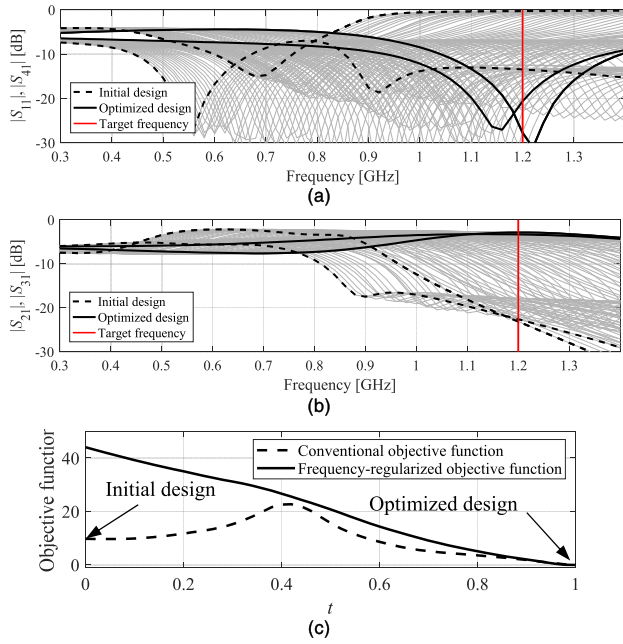 0
-10
-20
-30
|S11|, |S41| [dB]
Initial design
Optimized design
Target frequency
0.3 0.4 0.5 0.6 0.7 0.8 0.9 1 1.1 1.2 1.3
Frequency [GHz]
(a)
0
-10
-20
-30
|S21|, |S31| [dB]
Initial design
Optimized design
Target frequency
0.3 0.4 0.5 0.6 0.7 0.8 0.9 1 1.1 1.2 1.3
Frequency [GHz]
(b)
40
20
0
Objective functior
Conventional objective function
Frequency-regularized objective function
Initial design
Optimized design
0 0.2 0.4 0.6 0.8 1
t
(c)